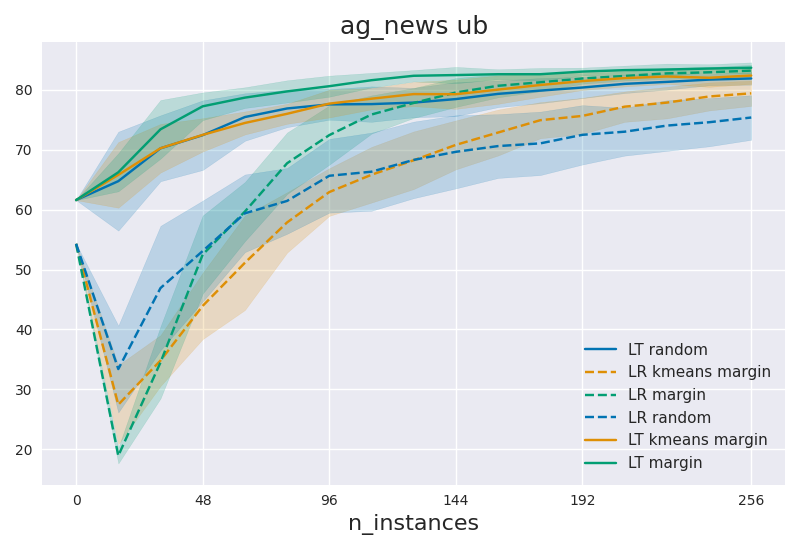 ag_news ub
80
70
60
50
40
30
20
LT random
LR kmeans margin
LR margin
LR random
LT kmeans margin
LT margin
0 48 96 144 192 256
n_instances